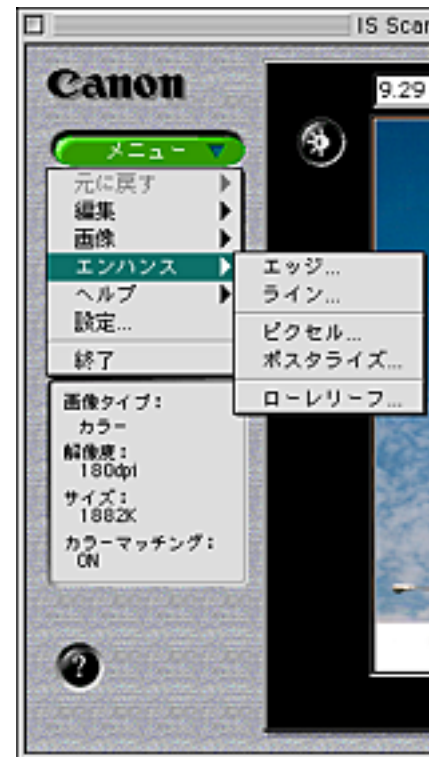 IS Scan
Canon
9.29
メニュー
元に戻す
編集
画像
エンハンス
ヘルプ
設定...
終了
エッジ...
ライン...
ピクセル...
ポスタライズ...
ローレリーフ...
画像タイプ：
カラー
解像度：
180dpi
サイズ：
1882K
カラーマッチング：
ON
?